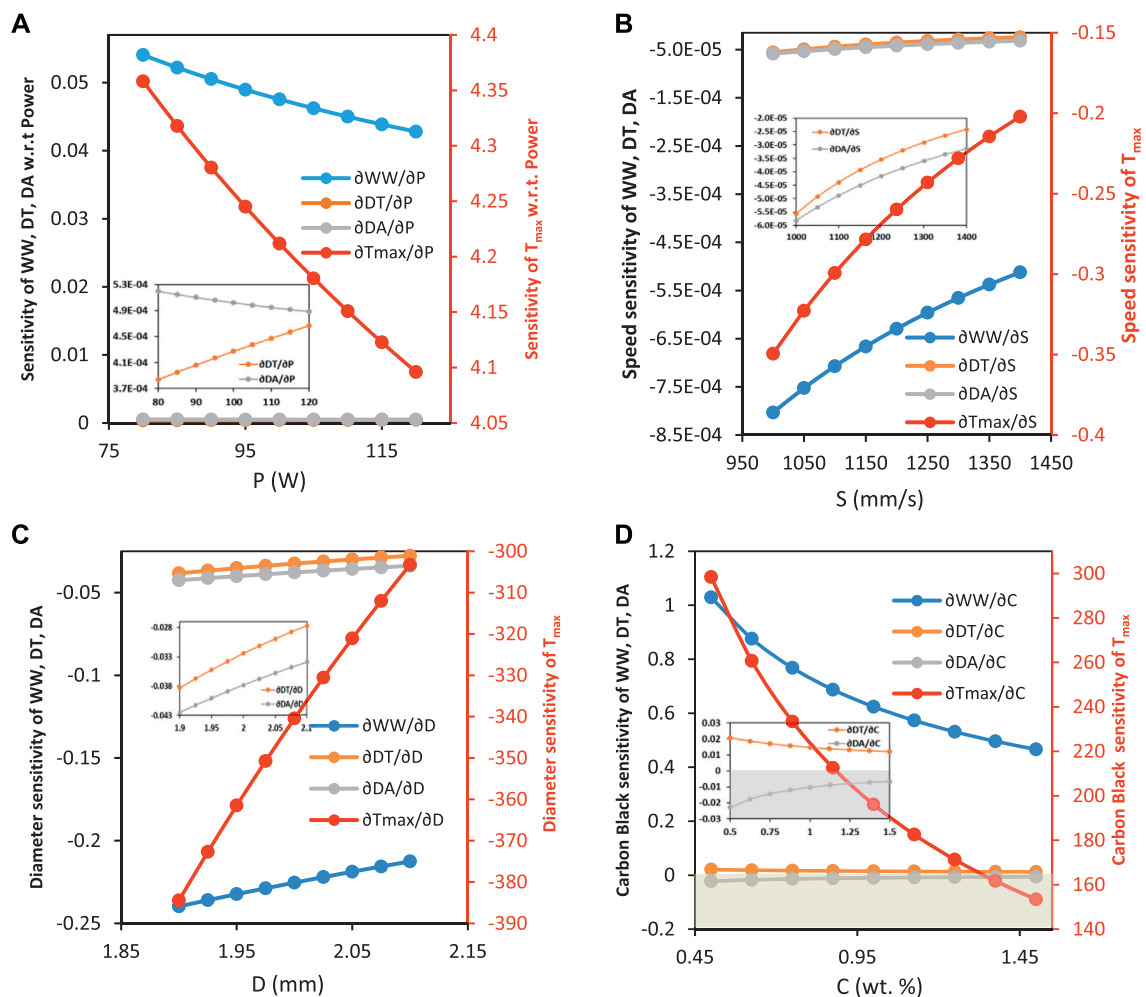 A
Sensitivity of WW, DT, DA w.r.t Power
0.05
0.04
0.03
0.02
0.01
0
75
95
115
P (W)
4.4
4.35
4.3
4.25
4.2
4.15
4.1
4.05
Sensitivity of Tmax w.r.t. Power
∂WW/∂P
∂DT/∂P
∂DA/∂P
∂Tmax/∂P
5.3E-04
4.9E-04
4.5E-04
4.1E-04
3.7E-04
80
90
100
110
120
∂DT/∂P
∂DA/∂P
B
Speed sensitivity of WW, DT, DA
-5.0E-05
-1.5E-04
-2.5E-04
-3.5E-04
-4.5E-04
-5.5E-04
-6.5E-04
-7.5E-04
-8.5E-04
950
1050
1150
1250
1350
1450
S (mm/s)
-0.15
-0.2
-0.25
-0.3
-0.35
-0.4
Speed sensitivity of Tmax
-2.0E-05
-2.5E-05
-3.0E-05
-3.5E-05
-4.0E-05
-4.5E-05
-5.0E-05
-5.5E-05
-6.0E-05
1000
1100
1200
1300
1400
∂DT/∂S
∂DA/∂S
∂WW/∂S
∂DT/∂S
∂DA/∂S
∂Tmax/∂S
C
Diameter sensitivity of WW, DT, DA
-0.05
-0.1
-0.15
-0.2
-0.25
1.85
1.95
2.05
2.15
D (mm)
-300
-310
-320
-330
-340
-350
-360
-370
-380
-390
Diameter sensitivity of Tmax
-0.028
-0.033
-0.038
-0.043
1.9
1.95
2
2.05
2.1
∂DT/∂D
∂DA/∂D
∂WW/∂D
∂DT/∂D
∂DA/∂D
∂Tmax/∂D
D
Carbon Black sensitivity of WW, DT, DA
1.2
1
0.8
0.6
0.4
0.2
0
-0.2
0.45
0.95
1.45
C (wt. %)
300
280
260
240
220
200
180
160
140
Carbon Black sensitivity of Tmax
∂WW/∂C
∂DT/∂C
∂DA/∂C
∂Tmax/∂C
0.03
0.02
0.01
0
-0.01
-0.02
-0.03
0.5
0.75
1
1.25
1.5
∂DT/∂C
∂DA/∂C